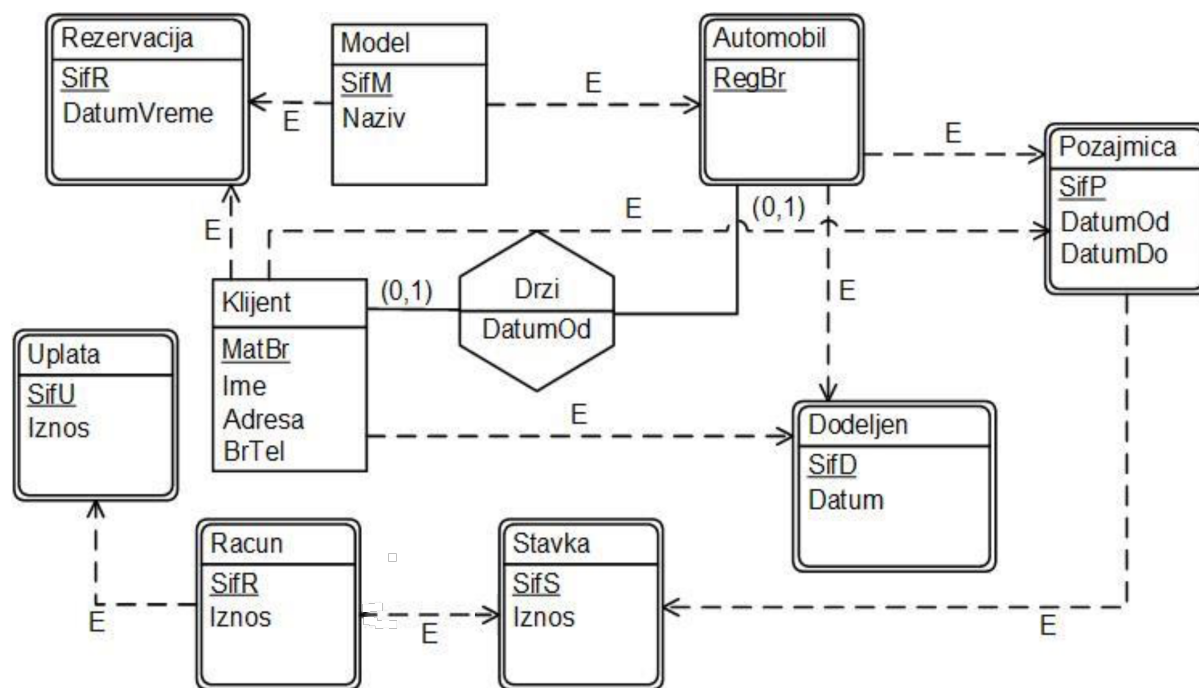 Rezervacija
SifR
DatumVreme
E
Model
SifM
Naziv
E
Automobil
RegBr
E
Pozajmica
SifP
DatumOd
DatumDo
E
E
(0,1)
Klijent
MatBr
Ime
Adresa
BrTel
(0,1)
Drzi
DatumOd
E
E
Dodeljen
SifD
Datum
Uplata
SifU
Iznos
E
Racun
SifR
Iznos
E
Stavka
SifS
Iznos
E